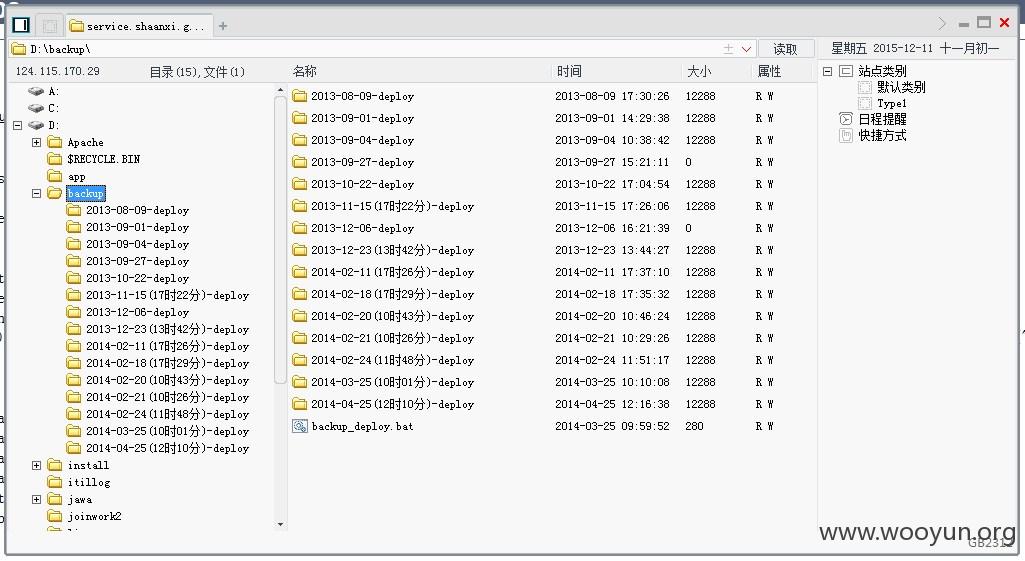 service.shaanxi.g...
D:\backup\
读取
星期五 2015-12-11 十一月初一
124.115.170.29 目录(15),文件(1)
名称 时间 大小 属性
A:
C:
D:
Apache
$RECYCLE.BIN
app
backup
2013-08-09-deploy
2013-09-01-deploy
2013-09-04-deploy
2013-09-27-deploy
2013-10-22-deploy
2013-11-15(17时22分)-deploy
2013-12-06-deploy
2013-12-23(13时42分)-deploy
2014-02-11(17时26分)-deploy
2014-02-18(17时29分)-deploy
2014-02-20(10时43分)-deploy
2014-02-21(10时26分)-deploy
2014-02-24(11时48分)-deploy
2014-03-25(10时01分)-deploy
2014-04-25(12时10分)-deploy
install
itillog
jawa
joinwork2
2013-08-09-deploy 2013-08-09 17:30:26 12288 R W
2013-09-01-deploy 2013-09-01 14:29:38 12288 R W
2013-09-04-deploy 2013-09-04 10:38:42 12288 R W
2013-09-27-deploy 2013-09-27 15:21:11 0 R W
2013-10-22-deploy 2013-10-22 17:04:54 12288 R W
2013-11-15(17时22分)-deploy 2013-11-15 17:26:06 12288 R W
2013-12-06-deploy 2013-12-06 16:21:39 0 R W
2013-12-23(13时42分)-deploy 2013-12-23 13:44:27 12288 R W
2014-02-11(17时26分)-deploy 2014-02-11 17:37:10 12288 R W
2014-02-18(17时29分)-deploy 2014-02-18 17:35:32 12288 R W
2014-02-20(10时43分)-deploy 2014-02-20 10:46:24 12288 R W
2014-02-21(10时26分)-deploy 2014-02-21 10:29:26 12288 R W
2014-02-24(11时48分)-deploy 2014-02-24 11:51:17 12288 R W
2014-03-25(10时01分)-deploy 2014-03-25 10:10:08 12288 R W
2014-04-25(12时10分)-deploy 2014-04-25 12:16:38 12288 R W
backup_deploy.bat 2014-03-25 09:59:52 280 R W
站点类别
默认类别
Type1
日程提醒
快捷方式
www.wooyun.org
GB2312